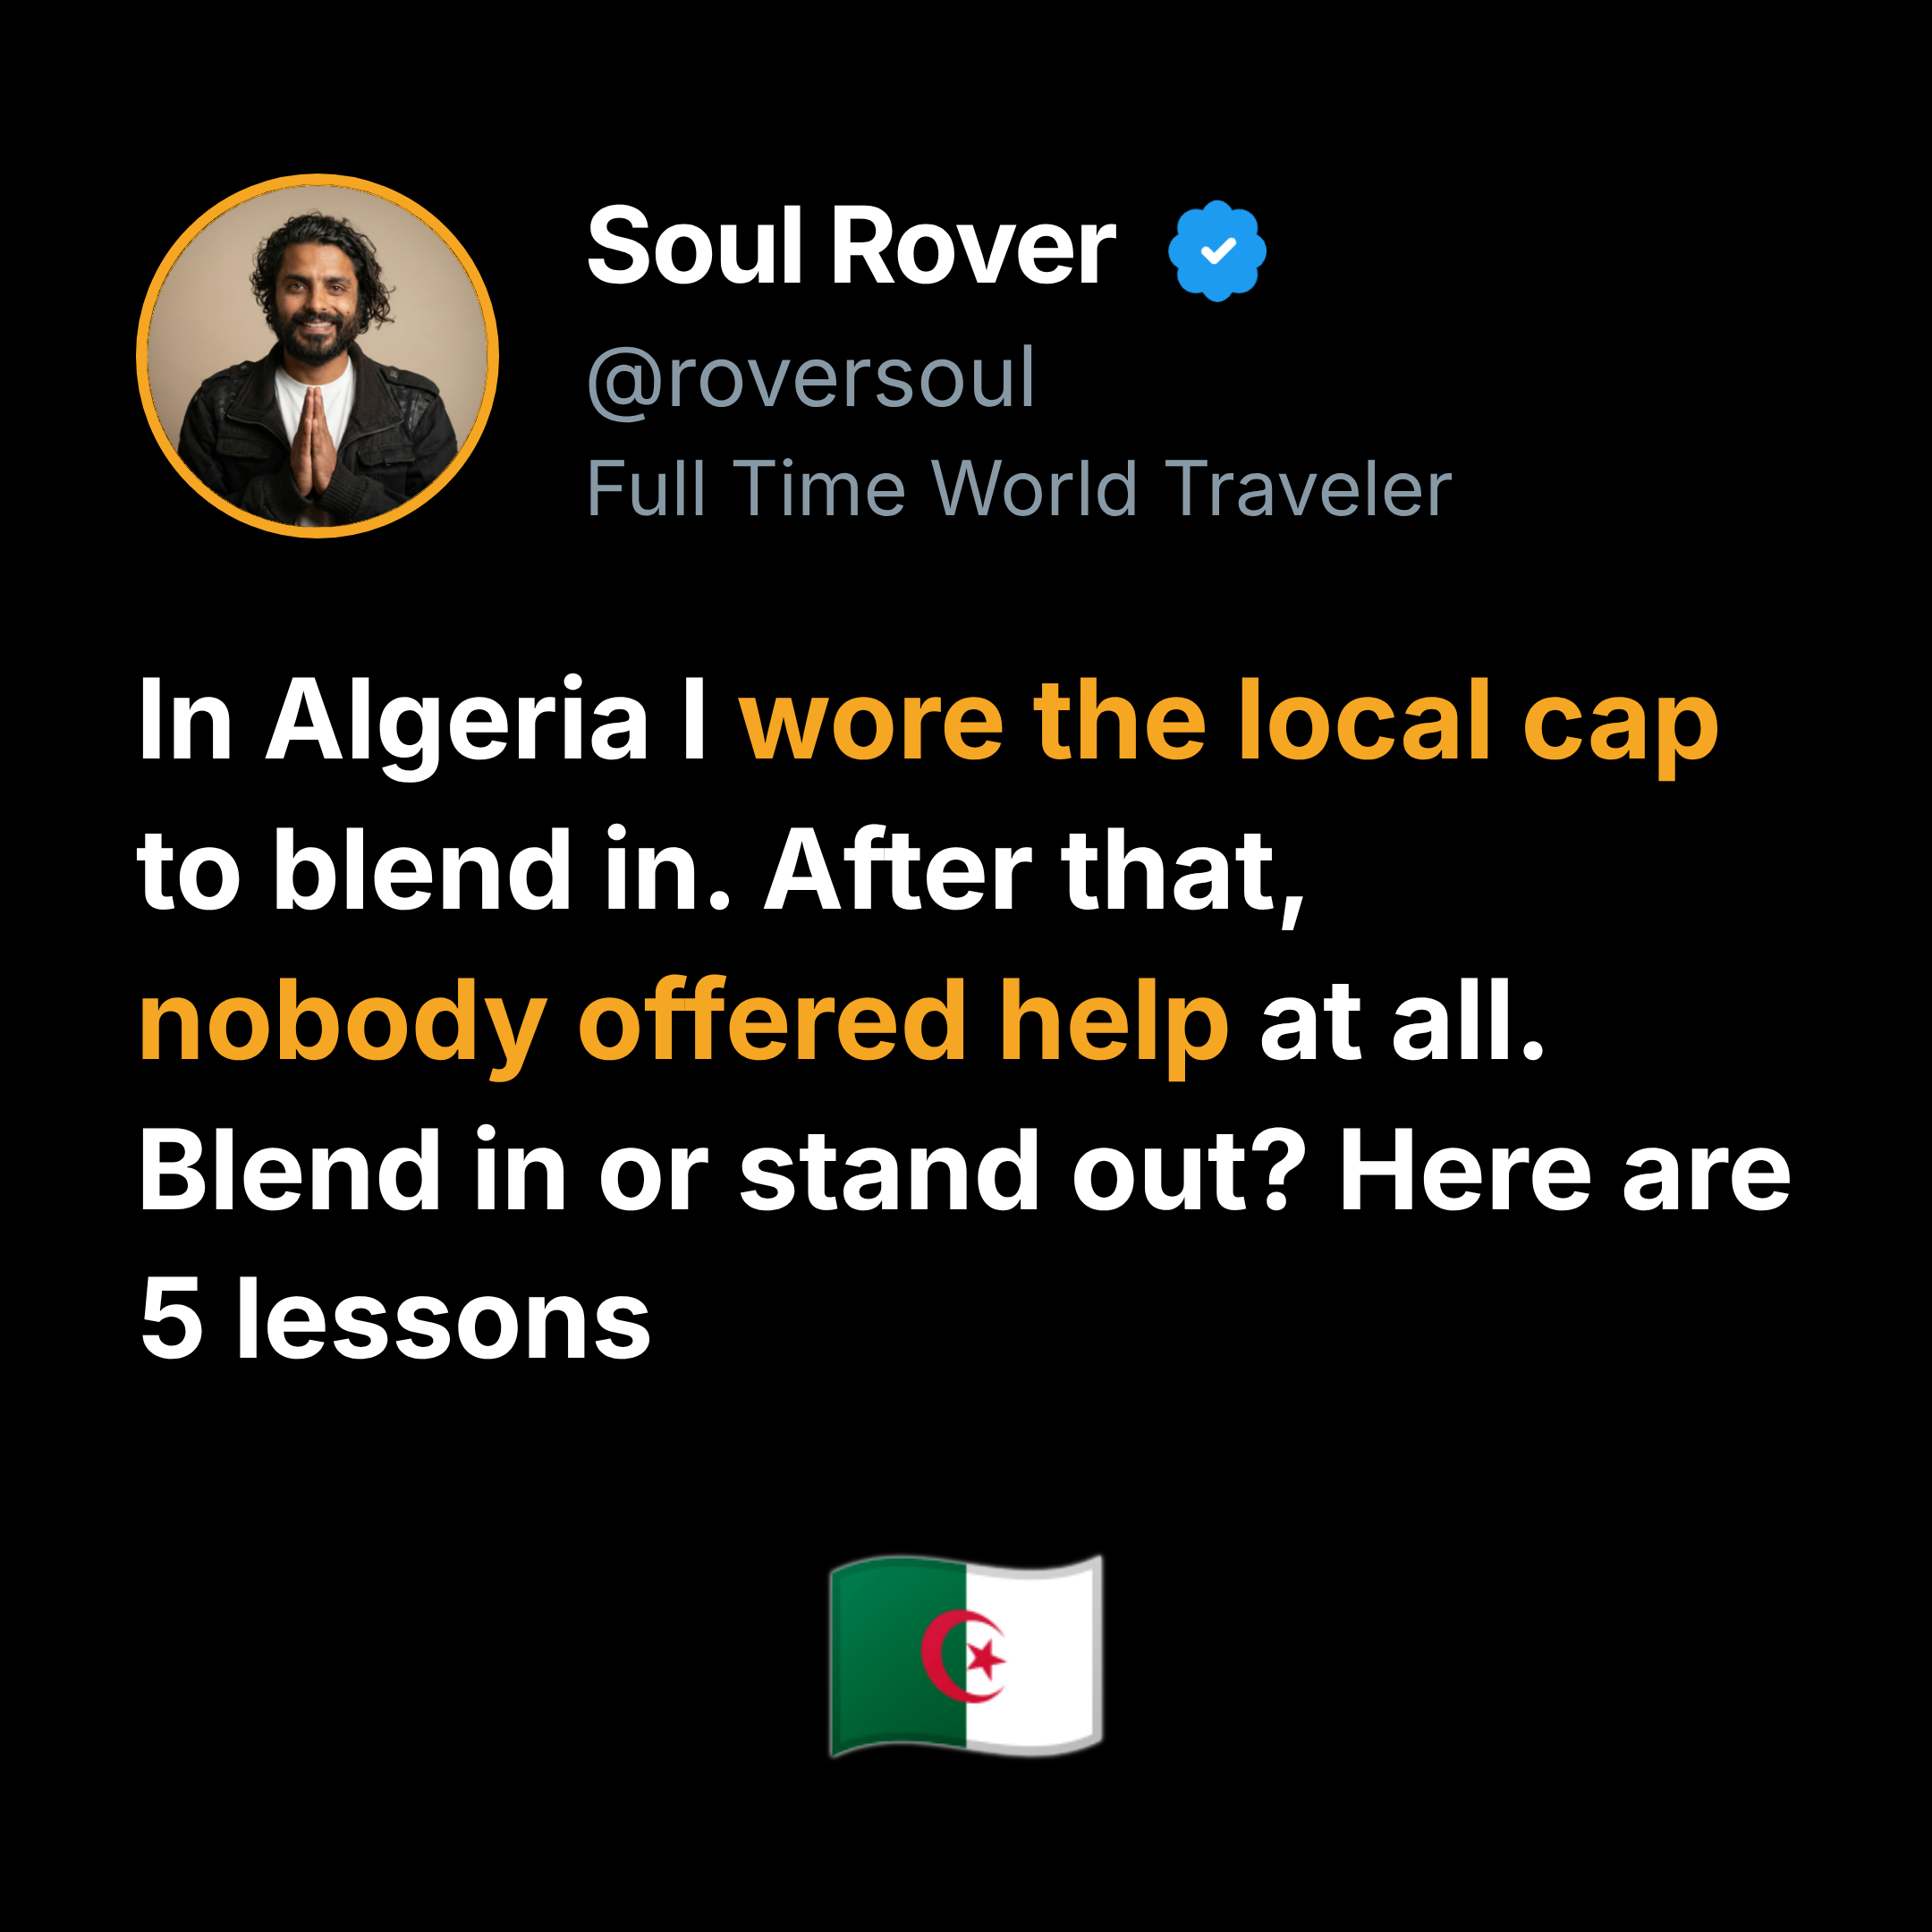 Soul Rover
@roversoul
Full Time World Traveler
In Algeria I wore the local cap
to blend in. After that,
nobody offered help at all.
Blend in or stand out? Here are
5 lessons